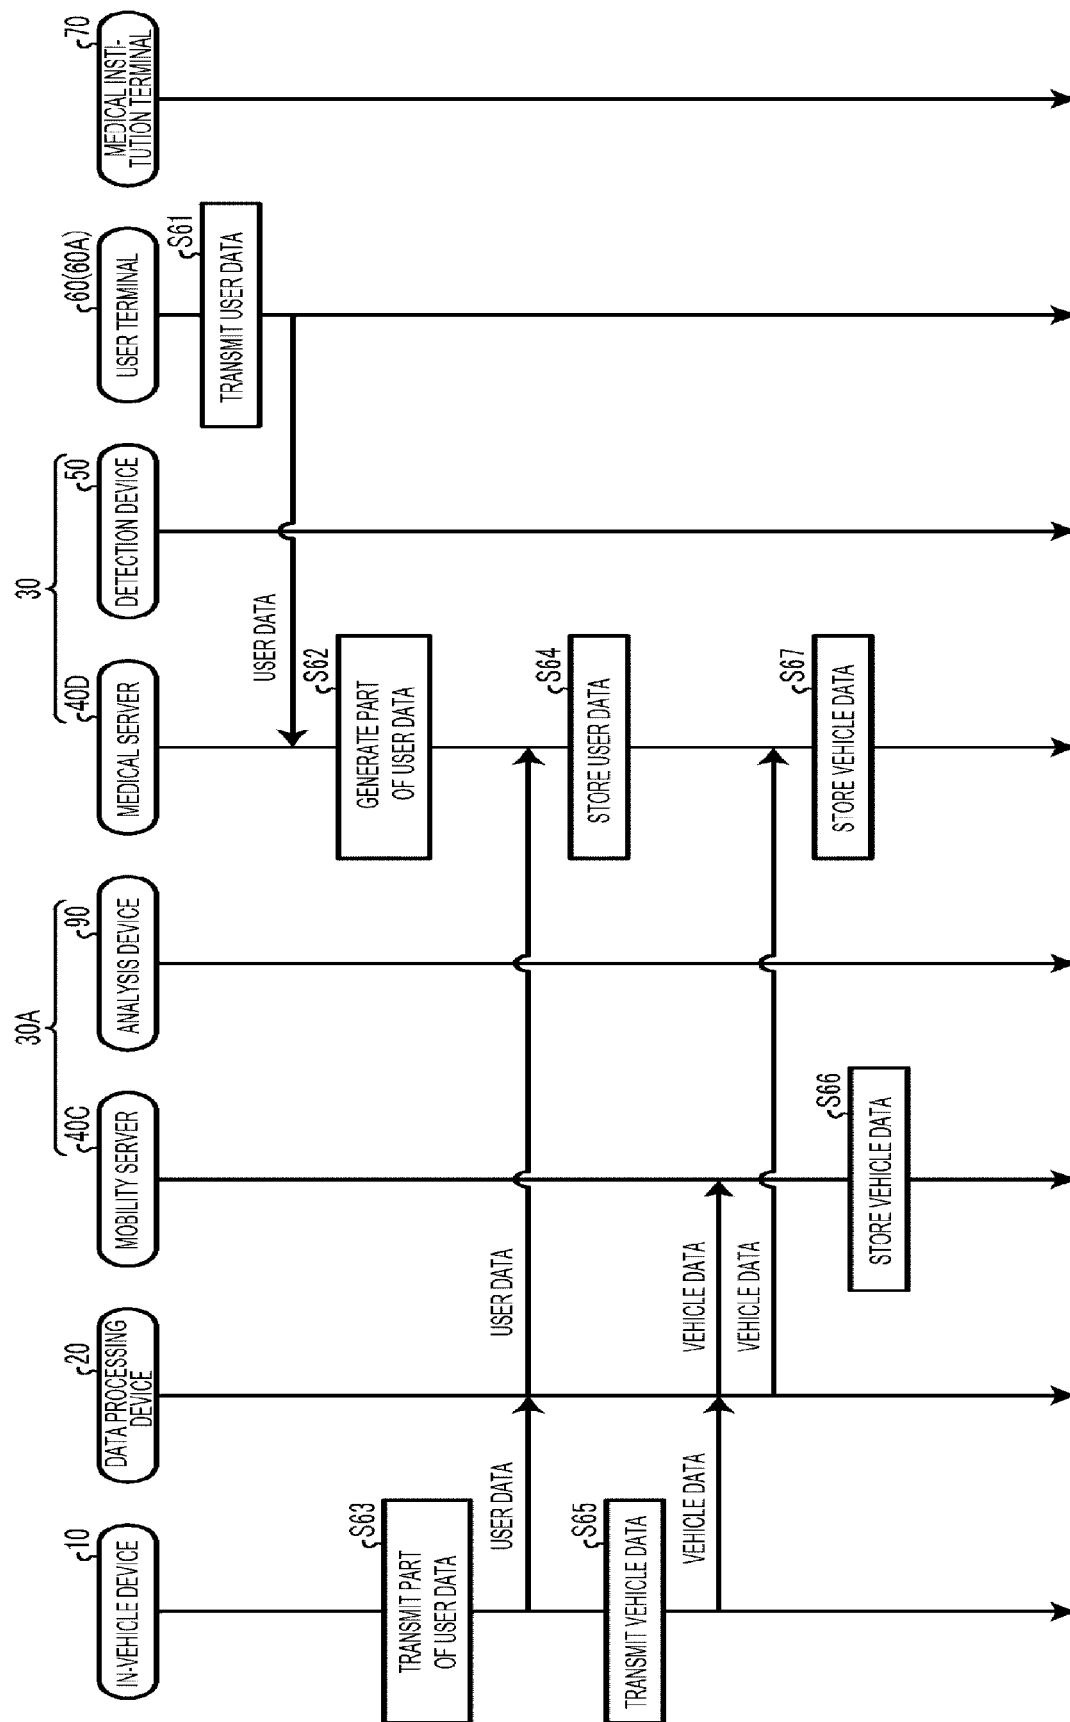 30A
30
10
20
40C
90
40D
50
60(60A)
70
IN-VEHICLE DEVICE
DATA PROCESSING
DEVICE
MOBILITY SERVER
ANALYSIS DEVICE
MEDICAL SERVER
DETECTION DEVICE
USER TERMINAL
MEDICAL INSTI-
TUTION TERMINAL
S61
TRANSMIT USER DATA
USER DATA
S62
GENERATE PART
OF USER DATA
S63
TRANSMIT PART
OF USER DATA
USER DATA
USER DATA
S64
STORE USER DATA
S65
TRANSMIT VEHICLE DATA
VEHICLE DATA
VEHICLE DATA
VEHICLE DATA
S66
STORE VEHICLE DATA
S67
STORE VEHICLE DATA